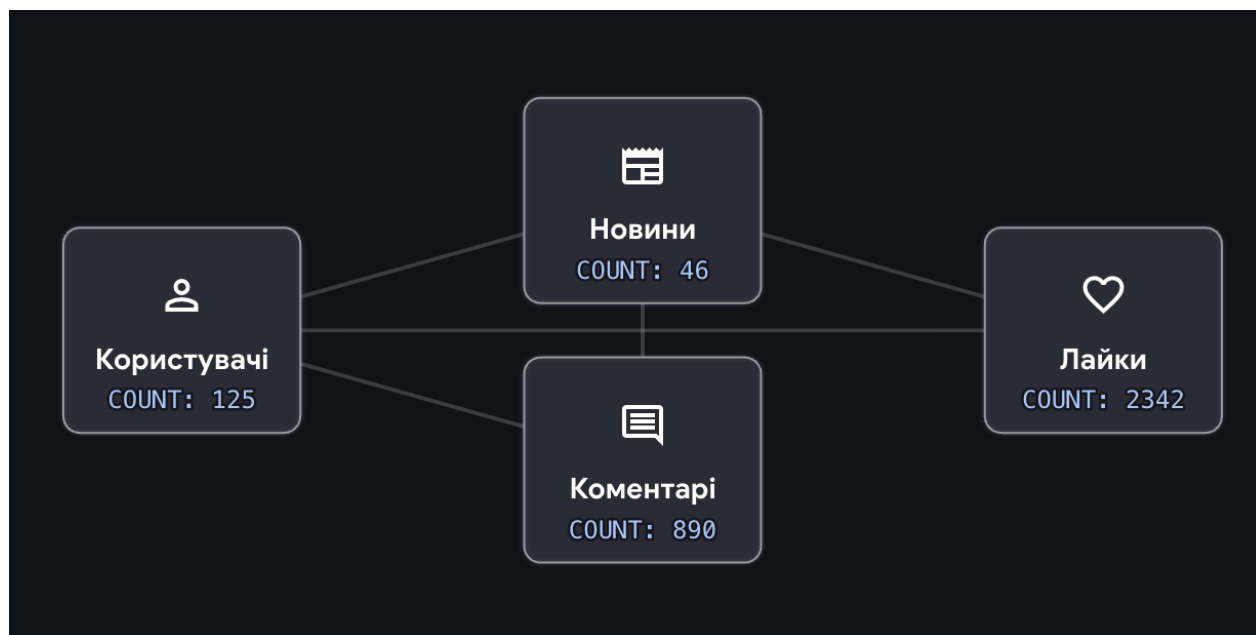 Новини
COUNT: 46
Користувачі
COUNT: 125
Лайки
COUNT: 2342
Коментарі
COUNT: 890